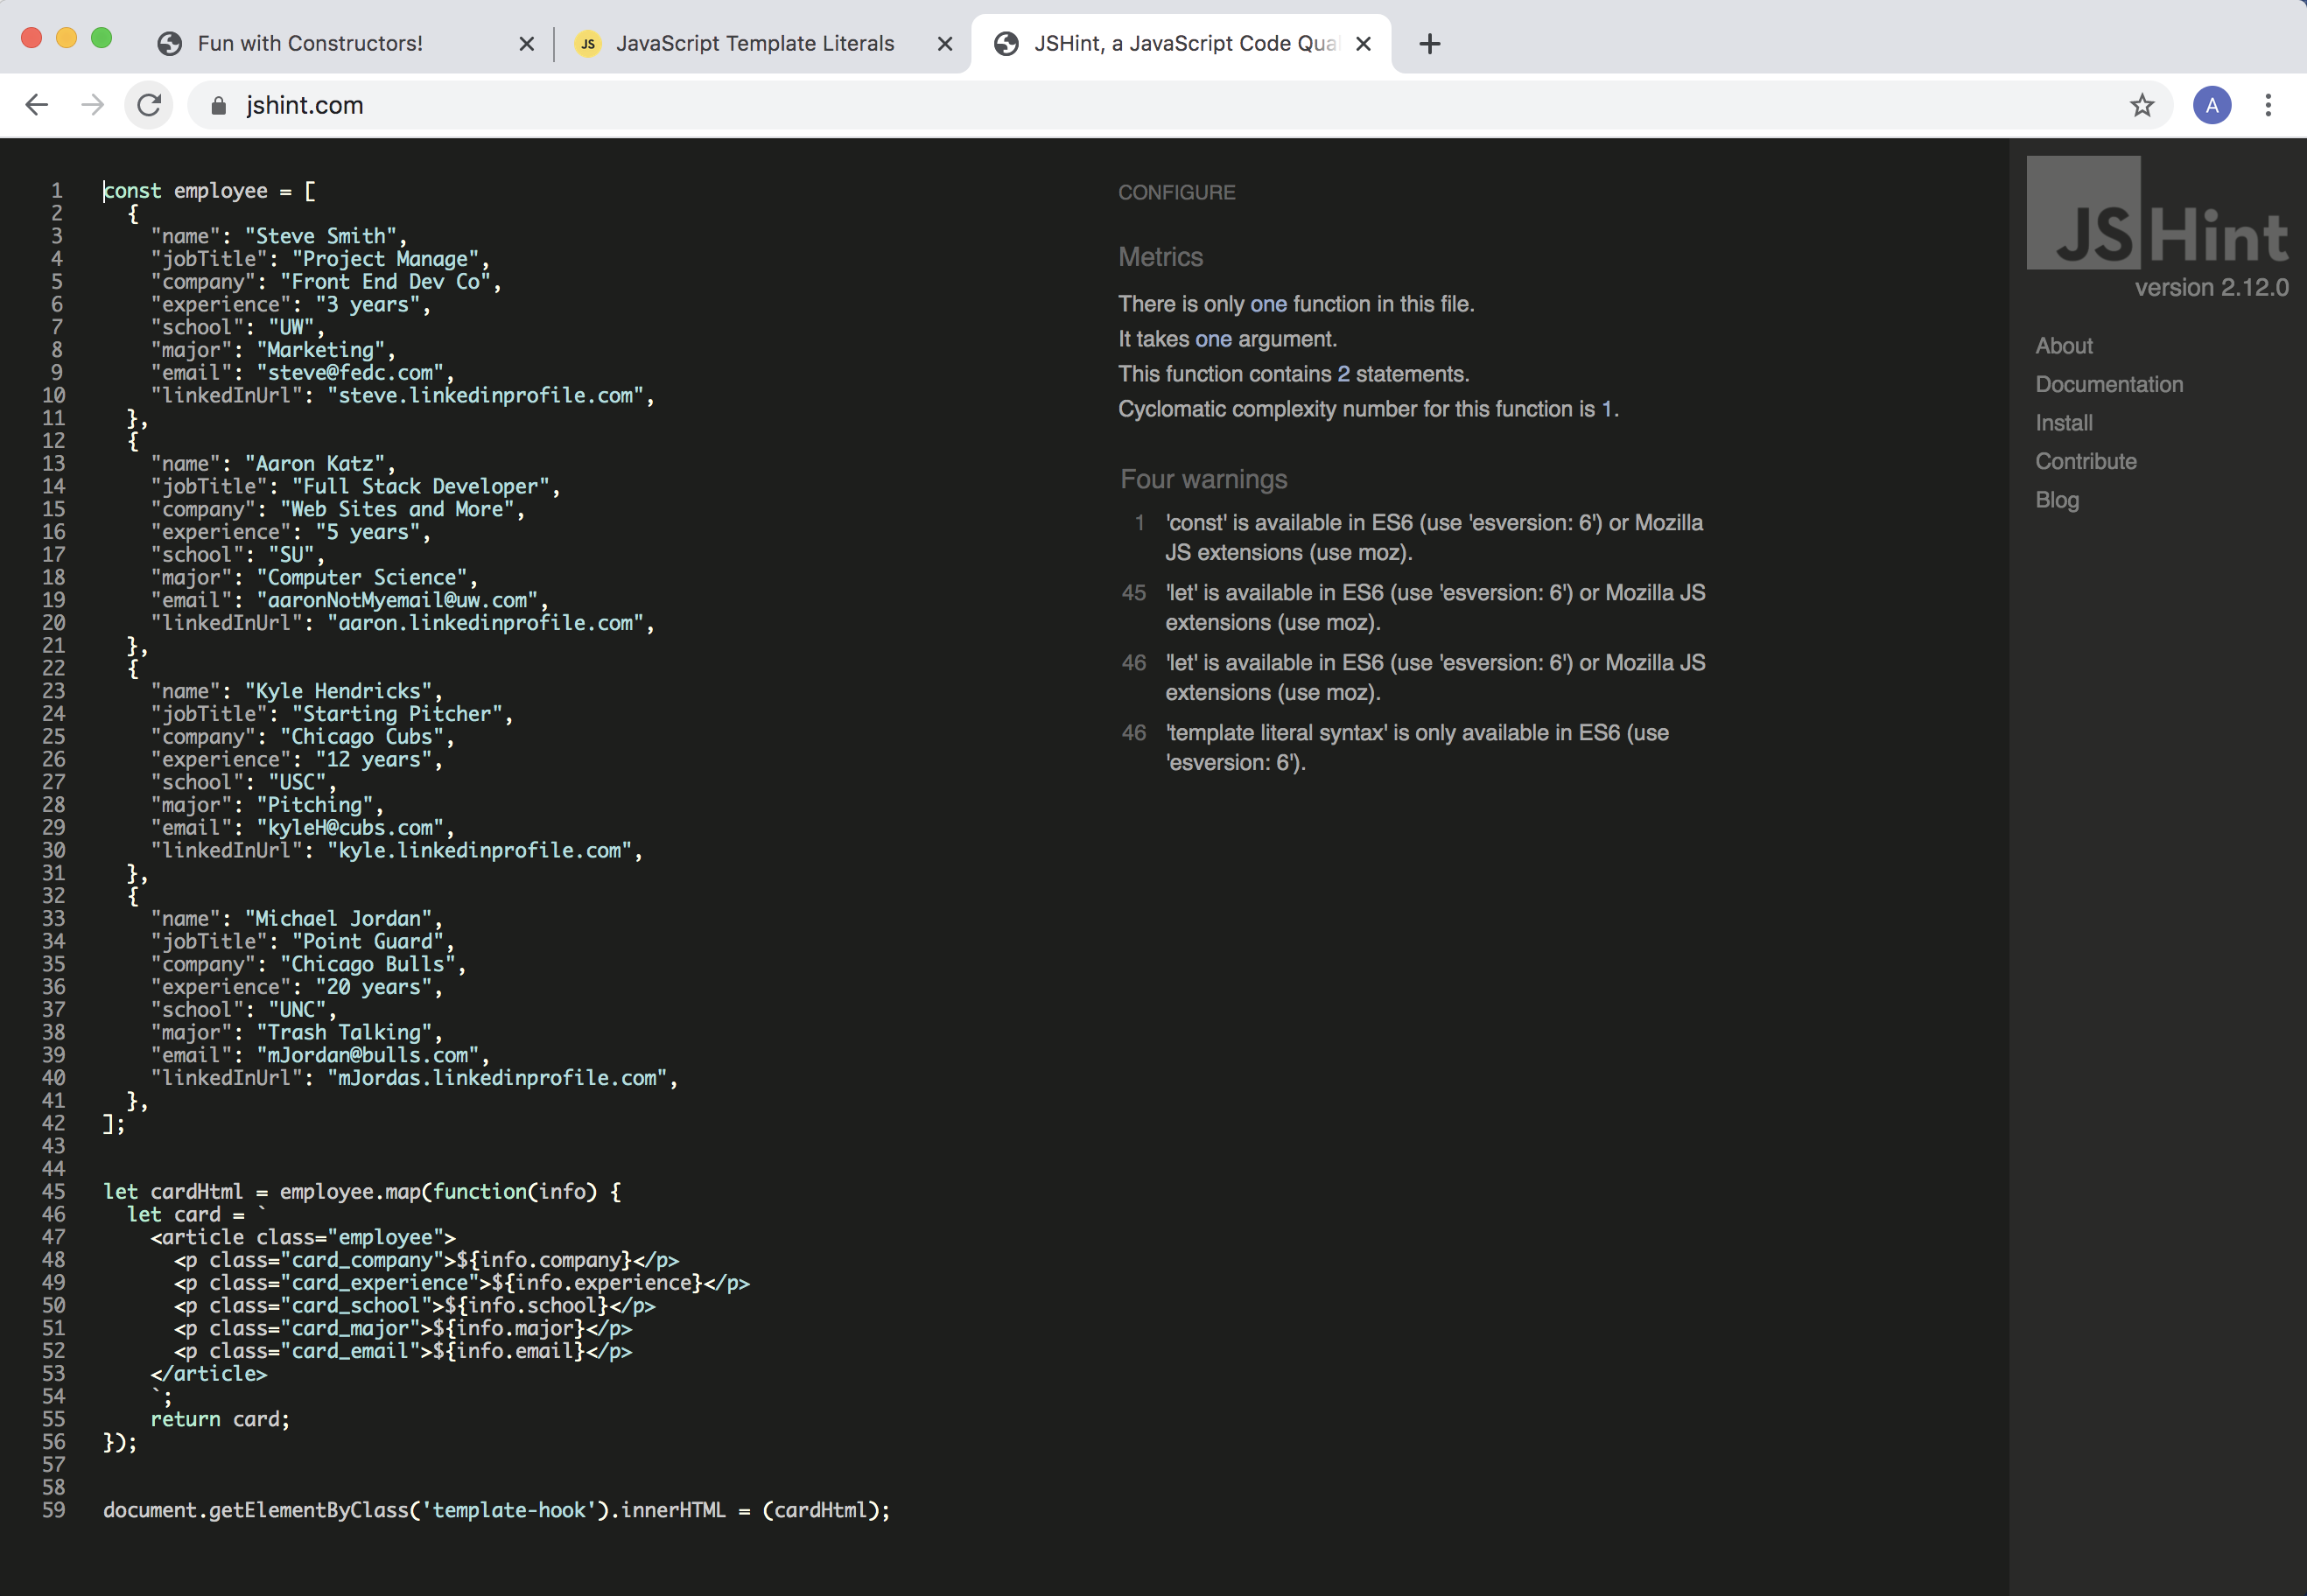 Fun with Constructors!
JavaScript Template Literals
JSHint, a JavaScript Code Qua
jshint.com
A
1 const employee = [
2   {
3     "name": "Steve Smith",
4     "jobTitle": "Project Manage",
5     "company": "Front End Dev Co",
6     "experience": "3 years",
7     "school": "UW",
8     "major": "Marketing",
9     "email": "steve@fedc.com",
10     "linkedInUrl": "steve.linkedinprofile.com",
11   },
12   {
13     "name": "Aaron Katz",
14     "jobTitle": "Full Stack Developer",
15     "company": "Web Sites and More",
16     "experience": "5 years",
17     "school": "SU",
18     "major": "Computer Science",
19     "email": "aaronNotMyemail@uw.com",
20     "linkedInUrl": "aaron.linkedinprofile.com",
21   },
22   {
23     "name": "Kyle Hendricks",
24     "jobTitle": "Starting Pitcher",
25     "company": "Chicago Cubs",
26     "experience": "12 years",
27     "school": "USC",
28     "major": "Pitching",
29     "email": "kyleH@cubs.com",
30     "linkedInUrl": "kyle.linkedinprofile.com",
31   },
32   {
33     "name": "Michael Jordan",
34     "jobTitle": "Point Guard",
35     "company": "Chicago Bulls",
36     "experience": "20 years",
37     "school": "UNC",
38     "major": "Trash Talking",
39     "email": "mJordan@bulls.com",
40     "linkedInUrl": "mJordas.linkedinprofile.com",
41   },
42 ];
43
44
45 let cardHtml = employee.map(function(info) {
46   let card = `
47     <article class="employee">
48       <p class="card_company">${info.company}</p>
49       <p class="card_experience">${info.experience}</p>
50       <p class="card_school">${info.school}</p>
51       <p class="card_major">${info.major}</p>
52       <p class="card_email">${info.email}</p>
53     </article>
54     `;
55     return card;
56 });
57
58
59 document.getElementByClass('template-hook').innerHTML = (cardHtml);
CONFIGURE
Metrics
There is only one function in this file.
It takes one argument.
This function contains 2 statements.
Cyclomatic complexity number for this function is 1.
Four warnings
1 'const' is available in ES6 (use 'esversion: 6') or Mozilla
JS extensions (use moz).
45 'let' is available in ES6 (use 'esversion: 6') or Mozilla JS
extensions (use moz).
46 'let' is available in ES6 (use 'esversion: 6') or Mozilla JS
extensions (use moz).
46 'template literal syntax' is only available in ES6 (use
'esversion: 6').
JSHint
version 2.12.0
About
Documentation
Install
Contribute
Blog